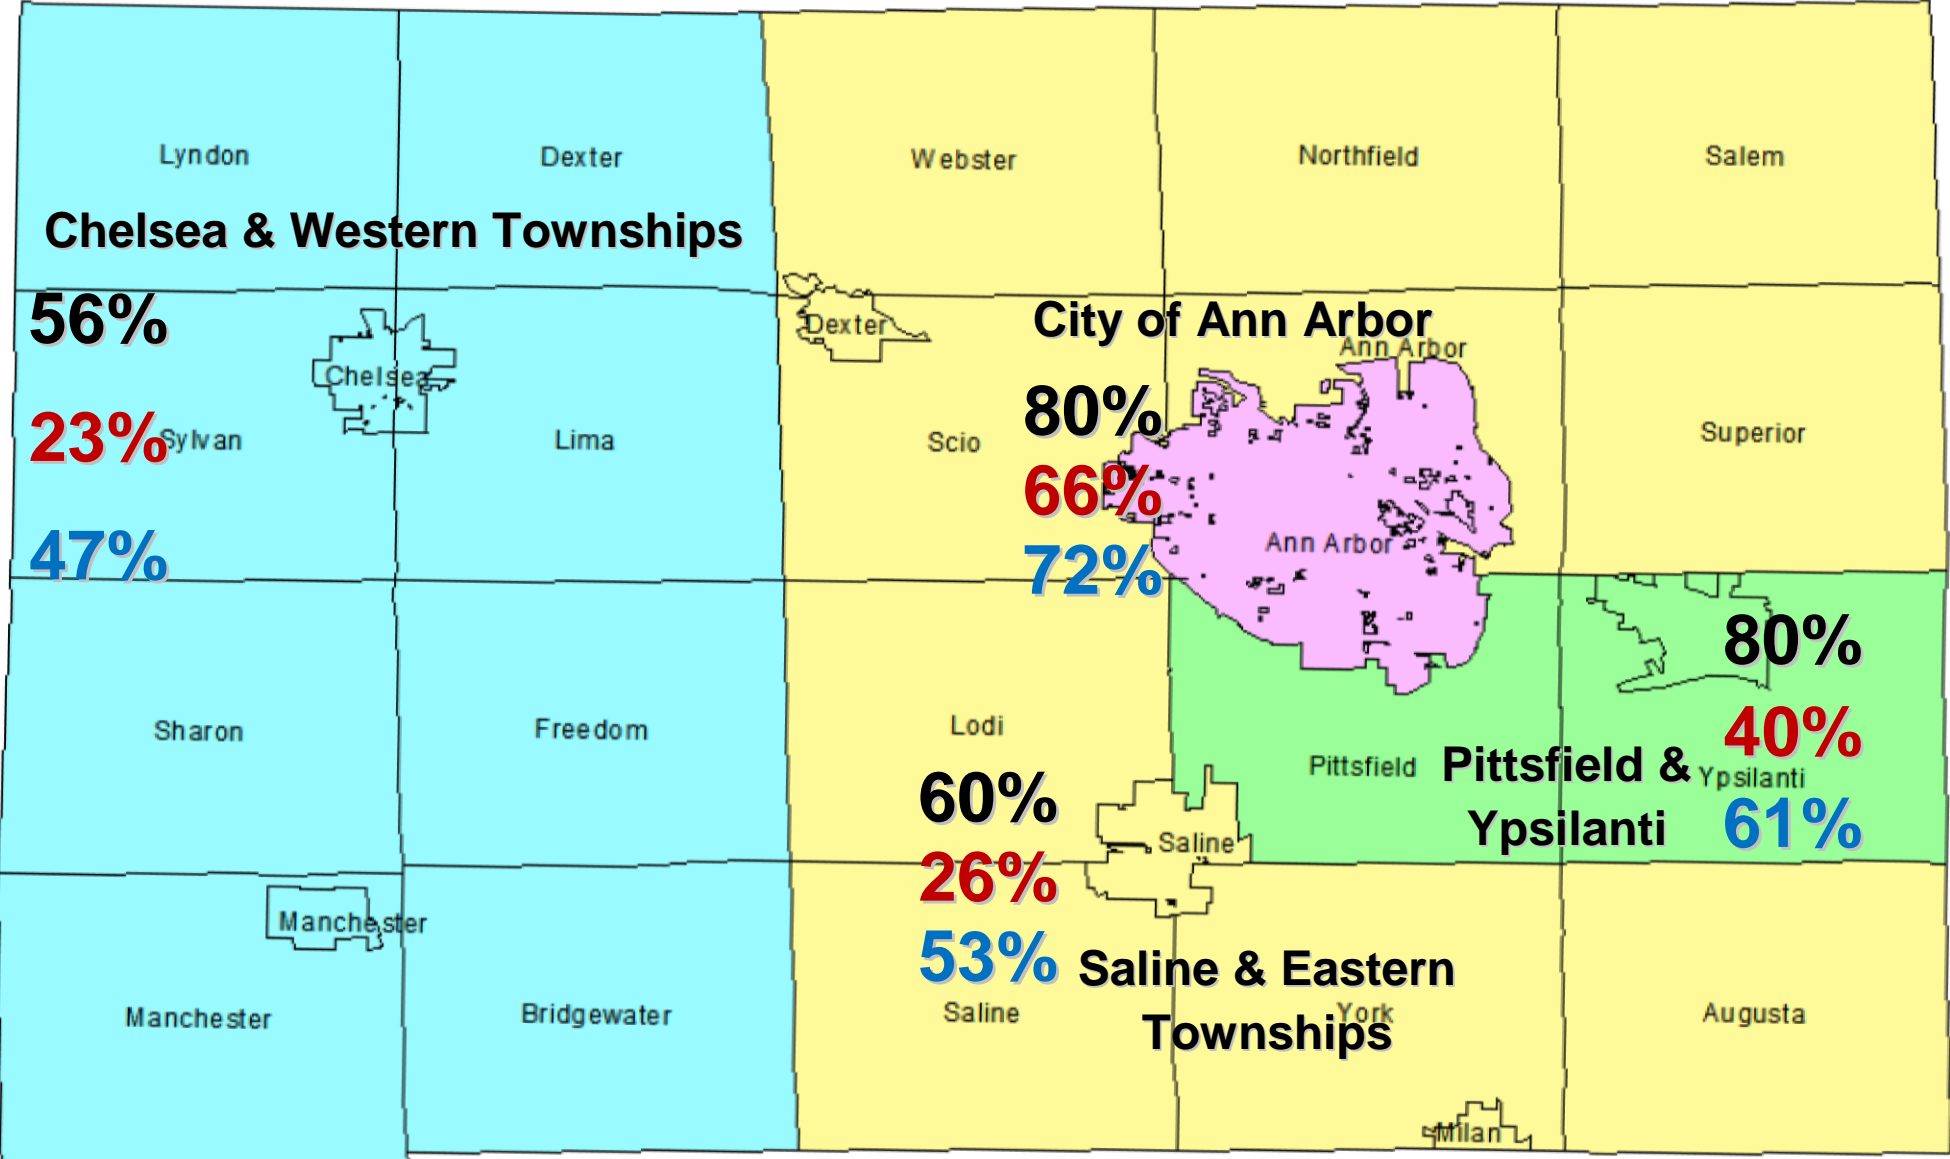 Lyndon
Dexter
Webster
Northfield
Salem
Chelsea & Western Townships
56%
23%
47%
Chelsea
Sylvan
Lima
Dexter
Scio
City of Ann Arbor
Ann Arbor
80%
66%
72%
Ann Arbor
Superior
Sharon
Freedom
Lodi
Pittsfield
Pittsfield &
Ypsilanti
80%
40%
Ypsilanti
61%
60%
26%
53%
Saline
Saline & Eastern
Townships
Manchester
Manchester
Bridgewater
Saline
York
Augusta
Milan